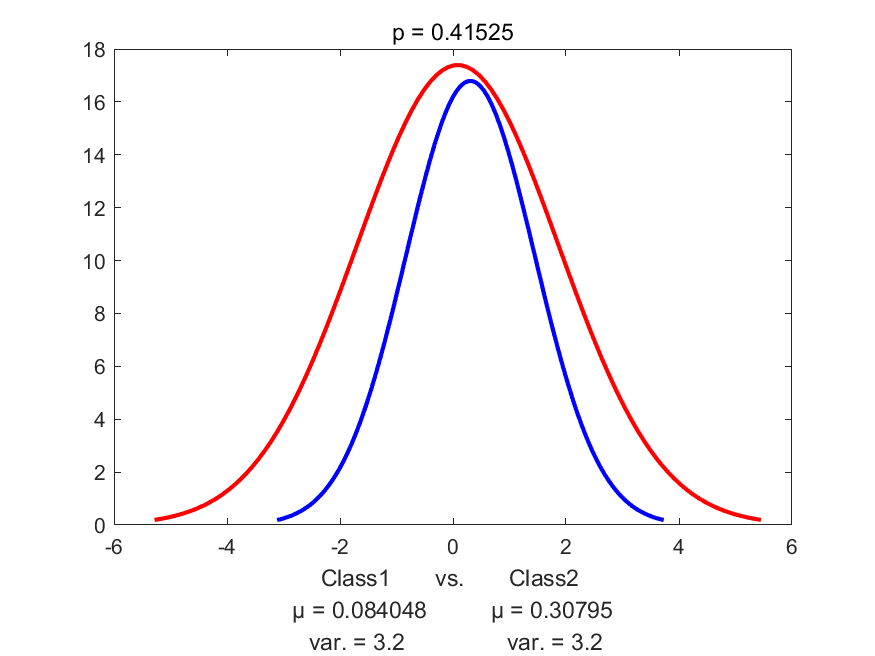 p = 0.41525
18
16
14
12
10
8
6
4
2
0
-6 -4 -2 0 2 4 6
Class1 vs. Class2
μ = 0.084048 μ = 0.30795
var. = 3.2 var. = 3.2